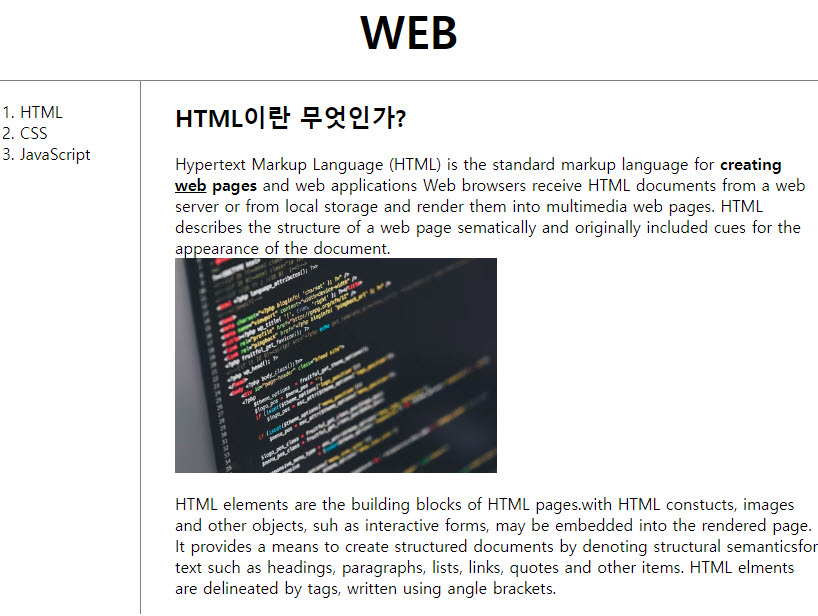 WEB
1. HTML
2. CSS
3. JavaScript
HTML이란 무엇인가?
Hypertext Markup Language (HTML) is the standard markup language for creating
web pages and web applications Web browsers receive HTML documents from a web
server or from local storage and render them into multimedia web pages. HTML
describes the structure of a web page sematically and originally included cues for the
appearance of the document.
HTML elements are the building blocks of HTML pages.with HTML constucts, images
and other objects, suh as interactive forms, may be embedded into the rendered page.
It provides a means to create structured documents by denoting structural semanticsfor
text such as headings, paragraphs, lists, links, quotes and other items. HTML elments
are delineated by tags, written using angle brackets.